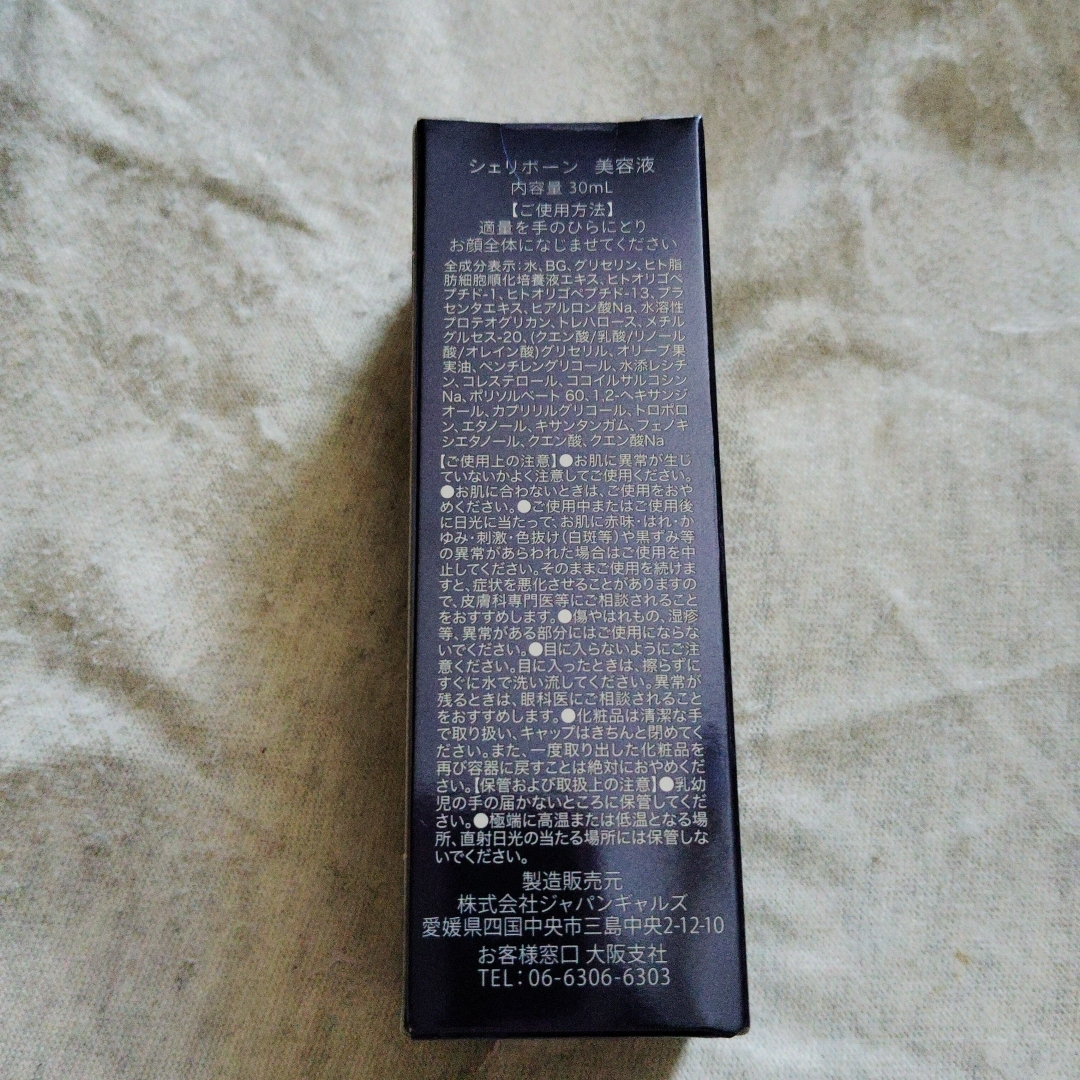 シェリボーン 美容液
内容量 30mL
【ご使用方法】
適量を手のひらにとり
お顔全体になじませてください
全成分表示:水、BG、グリセリン、ヒト脂
肪細胞順化培養液エキス、ヒトオリゴペ
プチド-1、ヒトオリゴペプチド-13、プラ
センタエキス、ヒアルロン酸Na、水溶性
プロテオグリカン、トレハロース、メチル
グルセス-20、(クエン酸/乳酸/リノール
酸/オレイン酸)グリセリル、オリーブ果
実油、ペンチレングリコール、水添レシチ
ン、コレステロール、ココイルサルコシン
Na、ポリソルベート 60、1,2-ヘキサンジ
オール、カプリリルグリコール、トロポロ
ン、エタノール、キサンタンガム、フェノキ
シエタノール、クエン酸、クエン酸Na
【ご使用上の注意】●お肌に異常が生じ
ていないかよく注意してご使用ください。
●お肌に合わないときは、ご使用をおや
めください。●ご使用中またはご使用後
に日光に当たって、お肌に赤味・はれ・か
ゆみ・刺激・色抜け(白斑等)や黒ずみ等
の異常があらわれた場合はご使用を中
止してください。そのままご使用を続けま
すと、症状を悪化させることがありますの
で、皮膚科専門医等にご相談されること
をおすすめします。●傷やはれもの、湿疹
等、異常がある部分にはご使用にならな
いでください。●目に入らないようにご注
意ください。目に入ったときは、擦らずに
すぐに水で洗い流してください。異常が
残るときは、眼科医にご相談されること
をおすすめします。●化粧品は清潔な手
で取り扱い、キャップはきちんと閉めてく
ださい。また、一度取り出した化粧品を
再び容器に戻すことは絶対におやめくだ
さい。【保管および取扱上の注意】●乳幼
児の手の届かないところに保管してくだ
さい。●極端に高温または低温となる場
所、直射日光の当たる場所には保管しな
いでください。
製造販売元
株式会社ジャパンギャルズ
愛媛県四国中央市三島中央2-12-10
お客様窓口 大阪支社
TEL:06-6306-6303